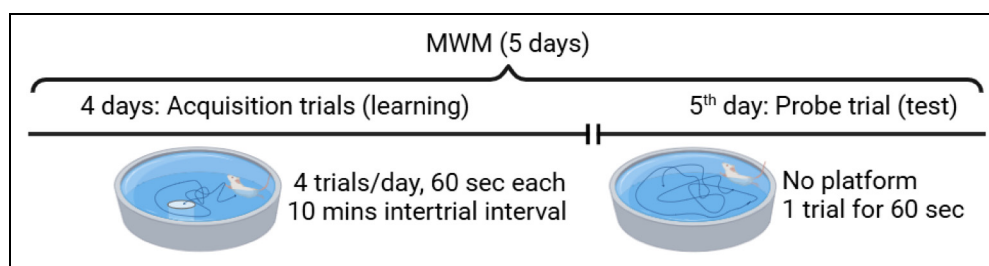 MWM (5 days)
4 days: Acquisition trials (learning)
5th day: Probe trial (test)
4 trials/day, 60 sec each
10 mins intertrial interval
No platform
1 trial for 60 sec